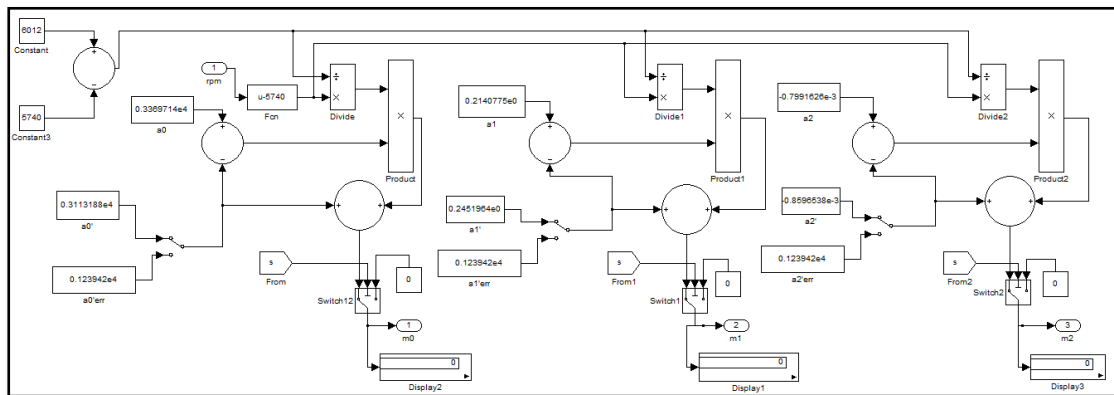 6012
Constant
+
−
5740
Constant3
1
rpm
u-5740
Fcn
÷
×
Divide
0.3369714e4
a0
+
−
×
Product
0.3113188e4
a0'
0.123942e4
a0'err
+
+
s
From
0
Switch12
1
m0
0
Display2
0.2140775e0
a1
+
−
÷
×
Divide1
×
Product1
0.2451964e0
a1'
0.123942e4
a1'err
+
+
s
From1
0
Switch1
2
m1
0
Display1
-0.7991626e-3
a2
+
−
÷
×
Divide2
×
Product2
-0.8596538e-3
a2'
0.123942e4
a2'err
+
+
s
From2
0
Switch2
3
m2
0
Display3